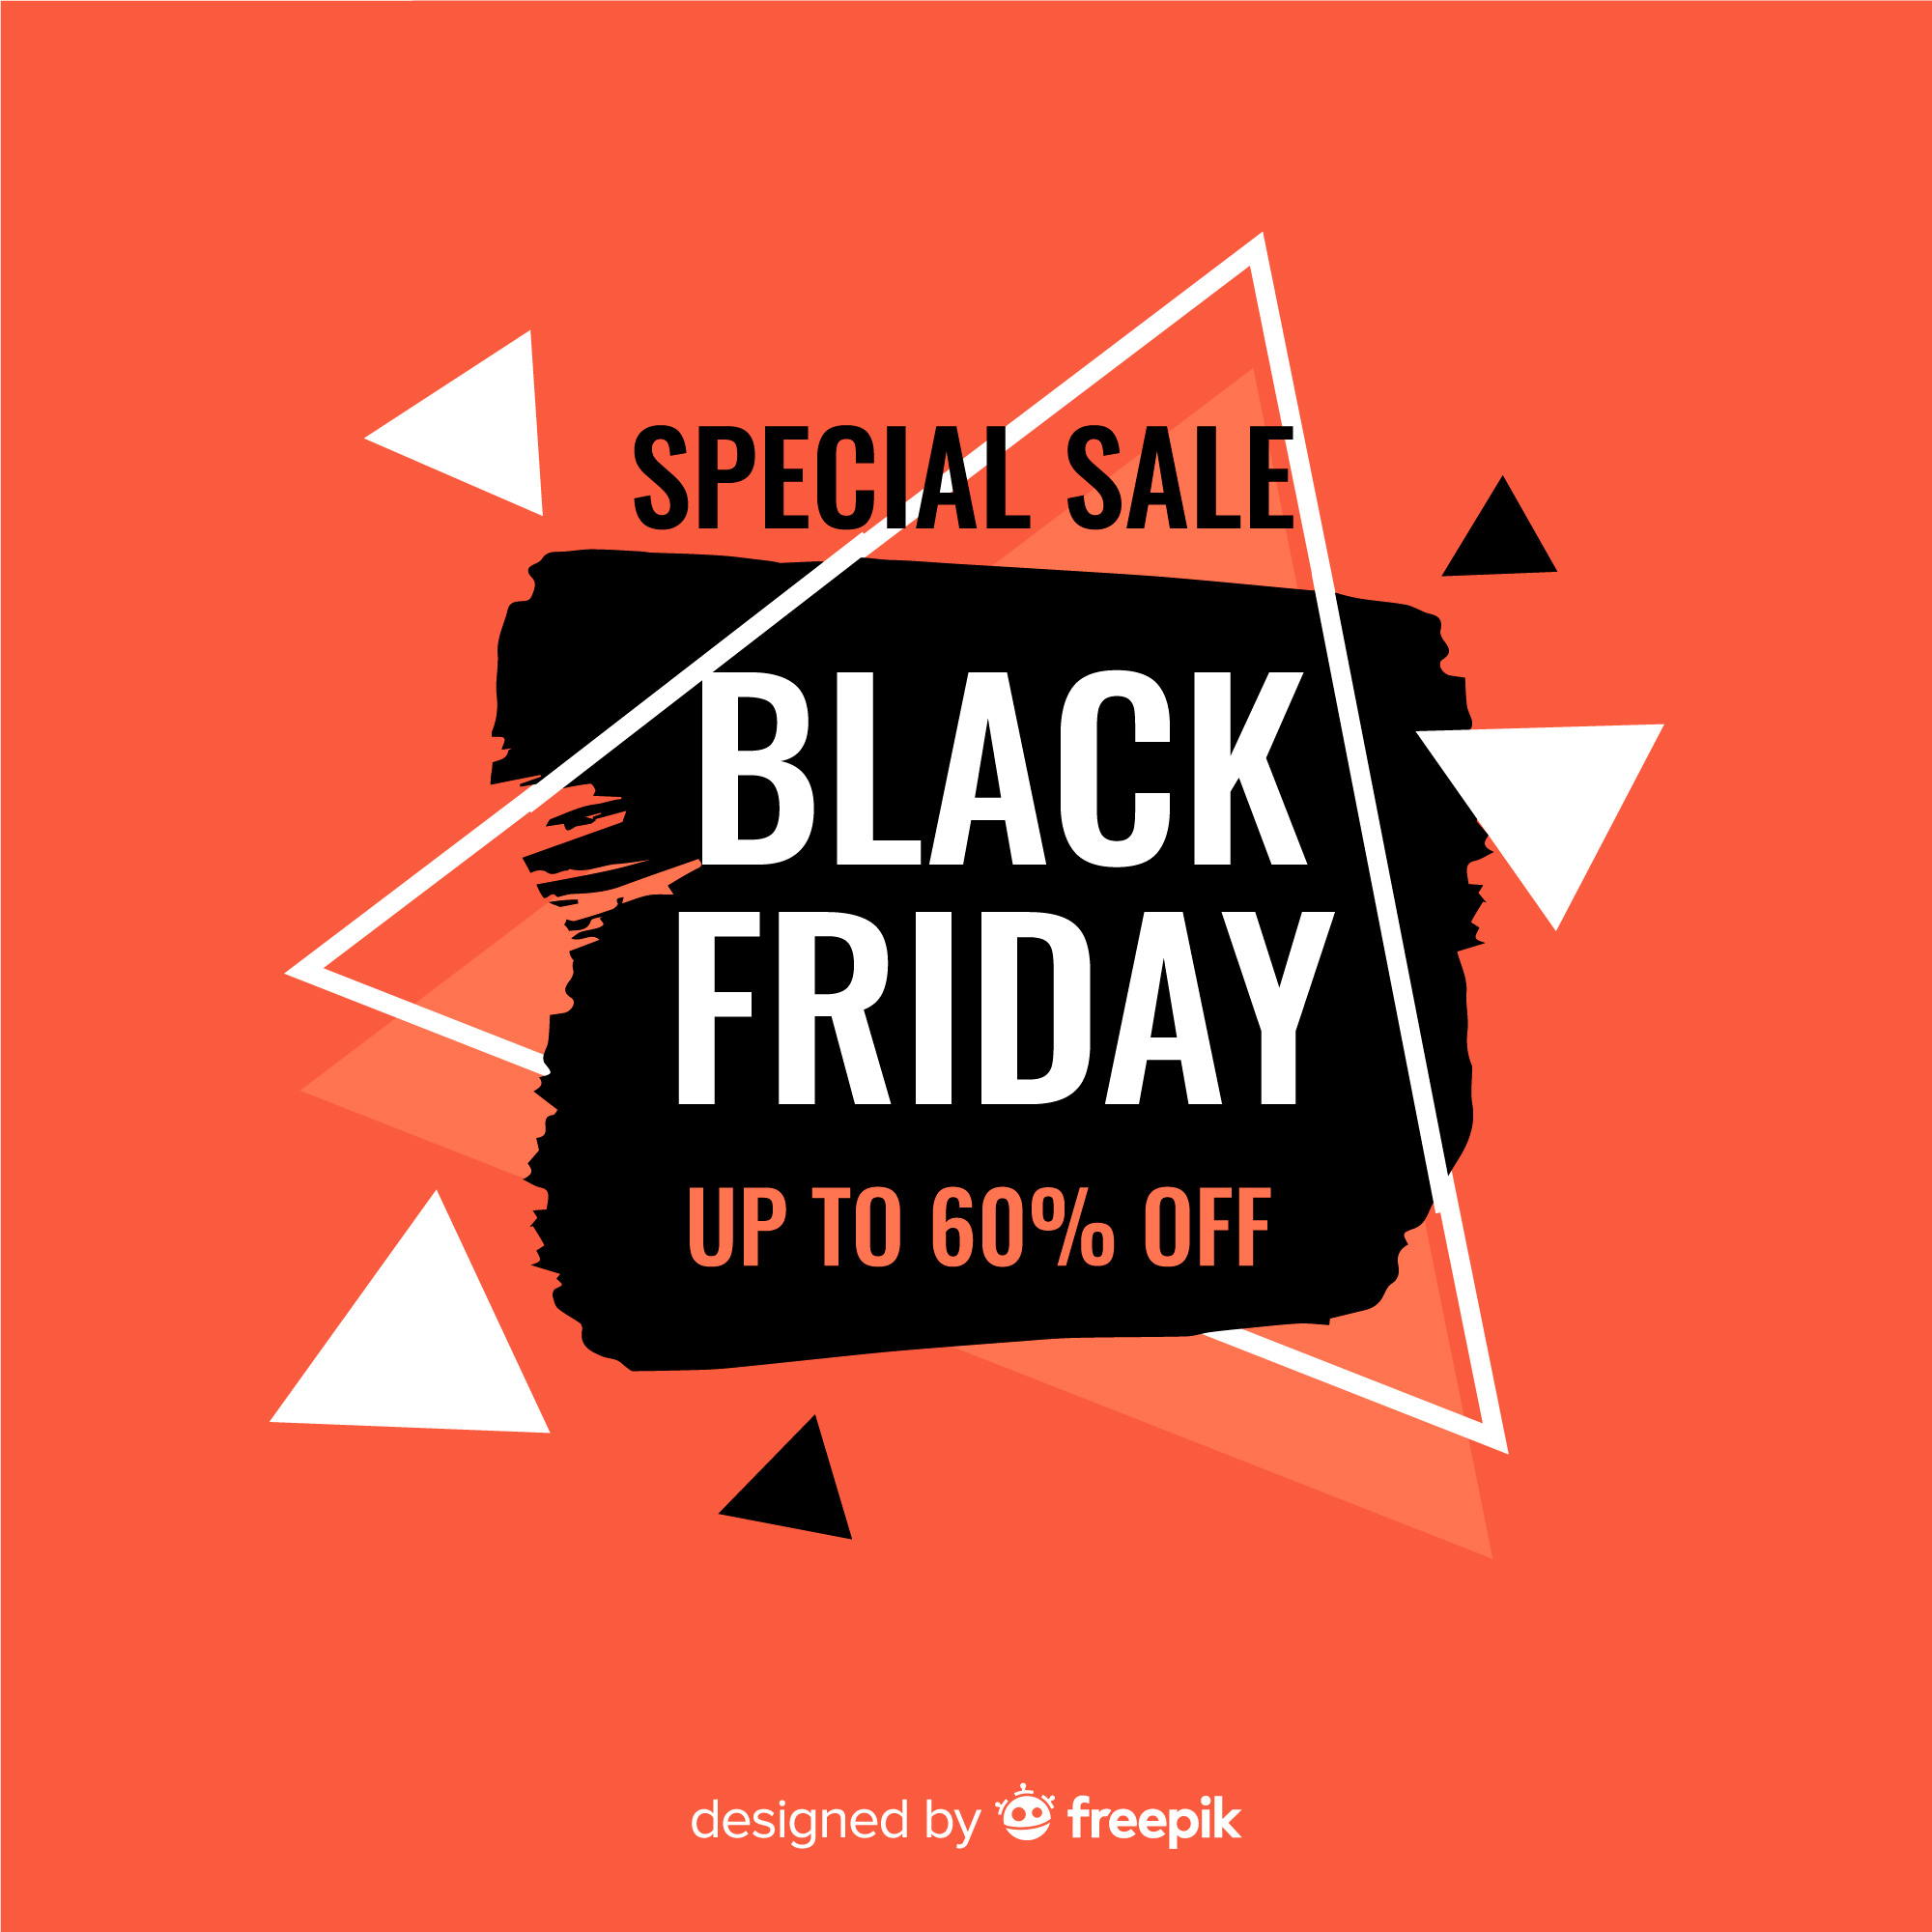 SPECIAL SALE
BLACK
FRIDAY
UP TO 60% OFF
designed by freepik